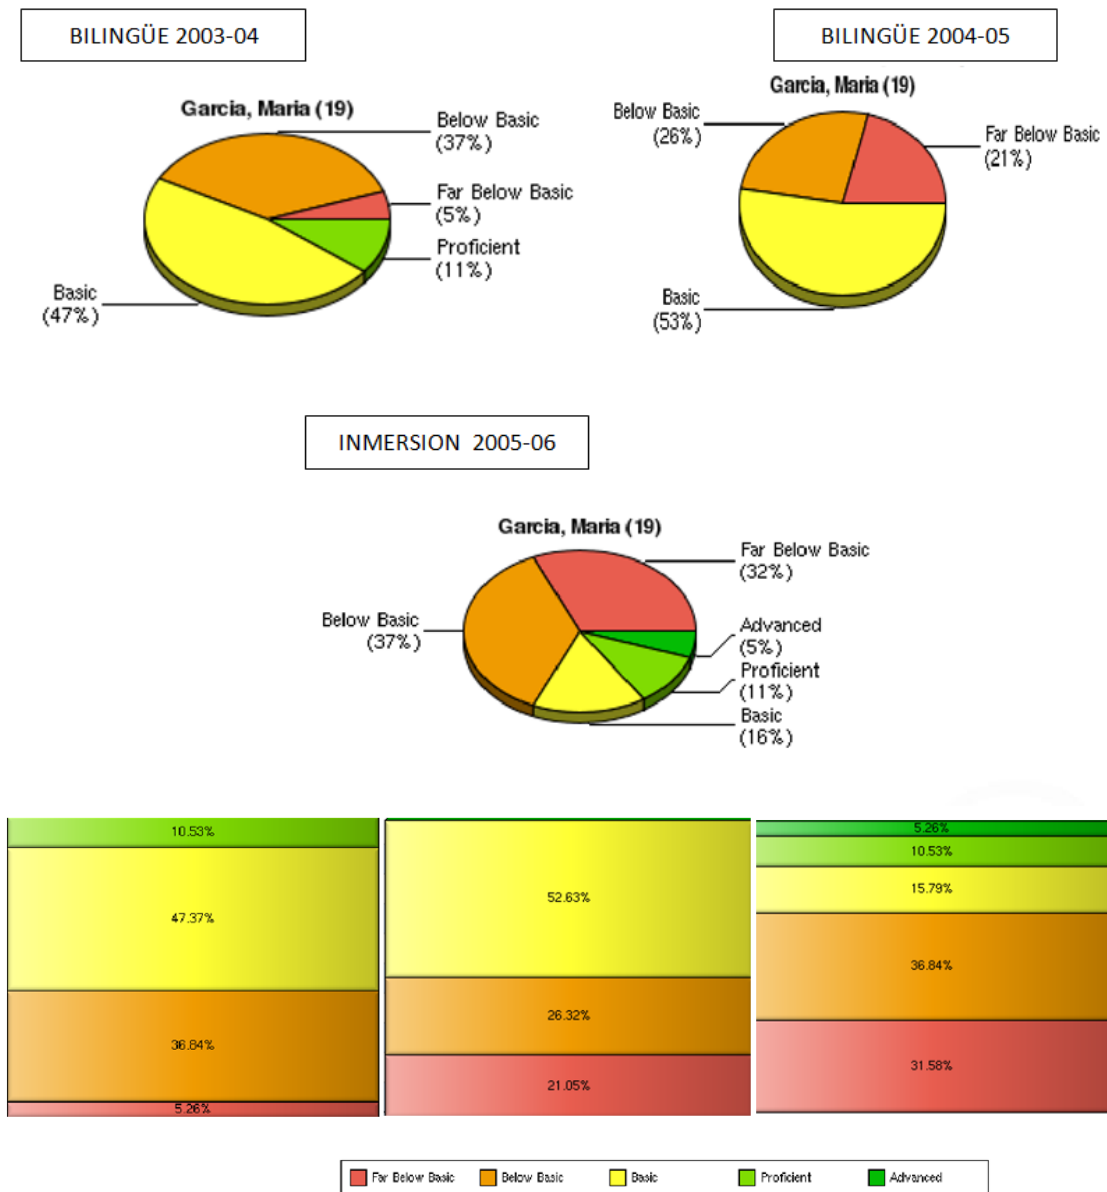 BILINGÜE 2003-04
BILINGÜE 2004-05
Garcia, Maria (19)
Below Basic
(37%)
Far Below Basic
(5%)
Proficient
(11%)
Basic
(47%)
Garcia, Maria (19)
Below Basic
(26%)
Far Below Basic
(21%)
Basic
(53%)
INMERSION 2005-06
Garcia, Maria (19)
Far Below Basic
(32%)
Below Basic
(37%)
Advanced
(5%)
Proficient
(11%)
Basic
(16%)
10.53%
47.37%
36.84%
5.26%
52.63%
26.32%
21.05%
5.26%
10.53%
15.79%
36.84%
31.58%
Far Below Basic Below Basic Basic Proficient Advanced